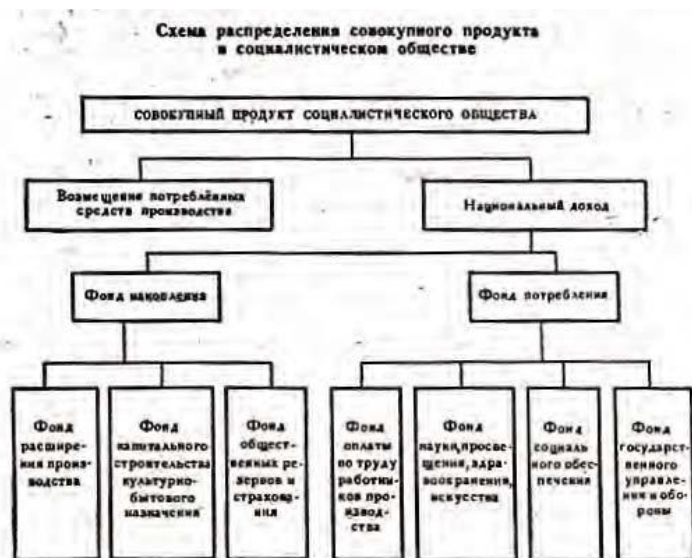 Схема распределения совокупного продукта
в социалистическом обществе
СОВОКУПНЫЙ ПРОДУКТ СОЦИАЛИСТИЧЕСКОГО ОБЩЕСТВА
Возмещение потреблённых
средств производства
Национальный доход
Фонд накопления
Фонд потребления
Фонд
расшире-
ния произ-
водства
Фонд
капитального
строительства
культурно-
бытового
назначения
Фонд
общест-
венных ре-
зервов и
страхова-
ния
Фонд
оплаты
по труду
работни-
ков про-
извод-
ства
Фонд
науки, просве-
щения, здра-
воохранения,
искусства
Фонд
социаль-
ного обес-
печения
Фонд
государст-
венного
управле-
ния и обо-
роны